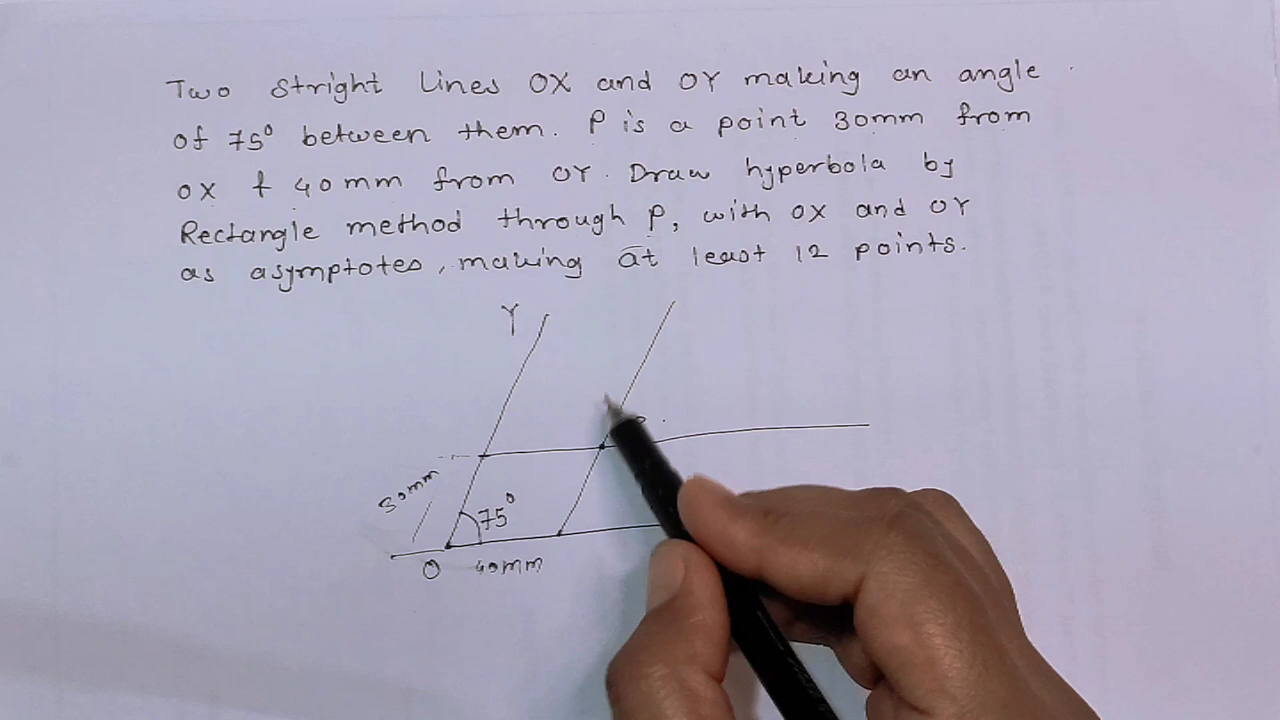 Two Stright Lines OX and OY making an angle
of 75° between them. P is a point 30mm from
OX & 40mm from OY. Draw hyperbola by
Rectangle method through P, with OX and OY
as asymptotes, making at least 12 points.
Y
30mm
75°
O 40mm